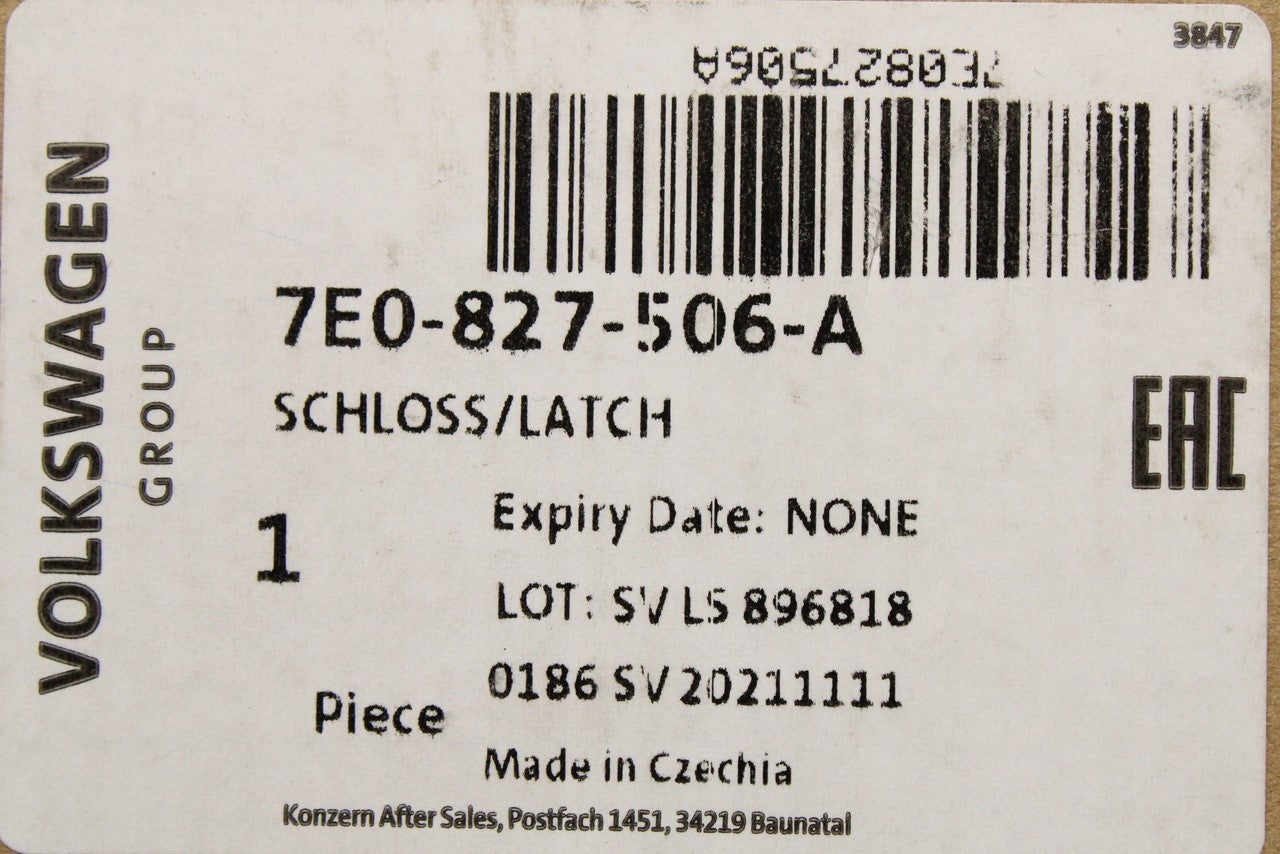 3847
7E0827506A
VOLKSWAGEN
GROUP
7E0-827-506-A
SCHLOSS/LATCH
EAC
1
Expiry Date: NONE
LOT: SV LS 896818
0186 SV 20211111
Piece
Made in Czechia
Konzern After Sales, Postfach 1451, 34219 Baunatal